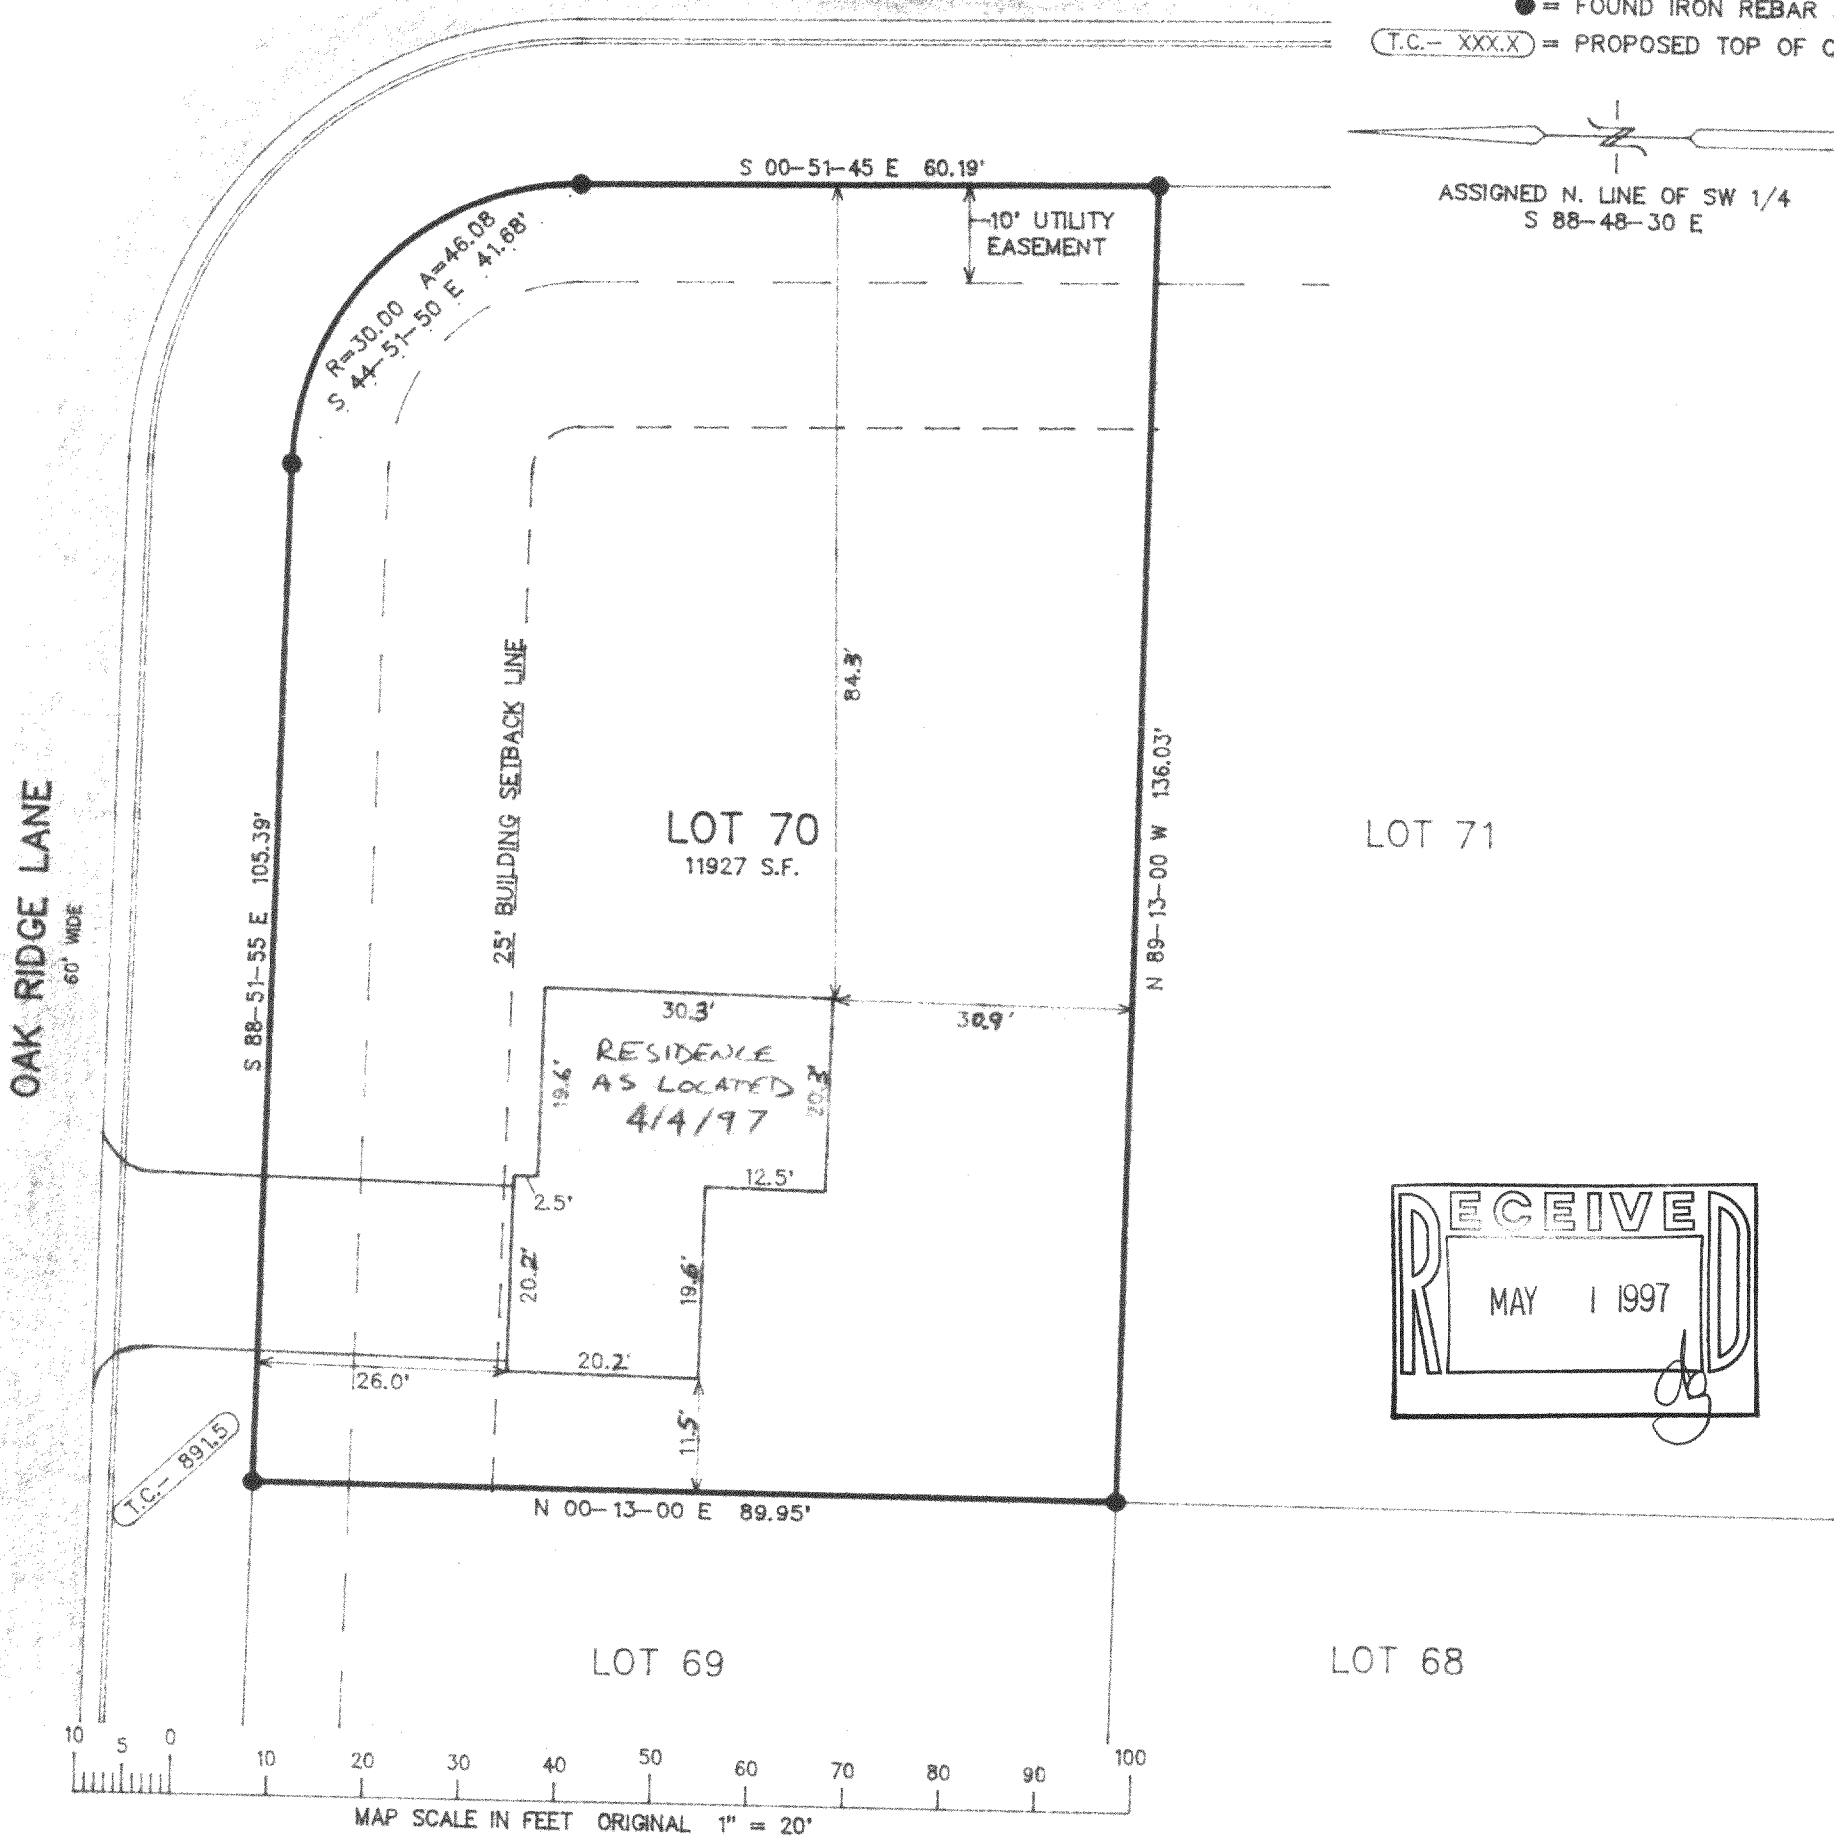 ● = FOUND IRON REBAR
T.C.- XXX.X = PROPOSED TOP OF
N
ASSIGNED N. LINE OF SW 1/4
S 88-48-30 E
S 00-51-45 E 60.19'
10' UTILITY
EASEMENT
R=30.00 A=46.08
S 44-51-50 E 41.68'
84.3'
25' BUILDING SETBACK LINE
S 88-51-55 E 105.39'
N 89-13-00 W 136.03'
OAK RIDGE LANE
60' WIDE
LOT 70
11927 S.F.
LOT 71
30.3'
30.9'
RESIDENCE
AS LOCATED
4/4/97
19.6'
20.3'
12.5'
2.5'
20.2'
19.6'
20.2'
26.0'
11.5'
T.C.- 891.5
N 00-13-00 E 89.95'
RECEIVED
MAY 1 1997
LOT 69
LOT 68
10 5 0 10 20 30 40 50 60 70 80 90 100
MAP SCALE IN FEET ORIGINAL 1" = 20'